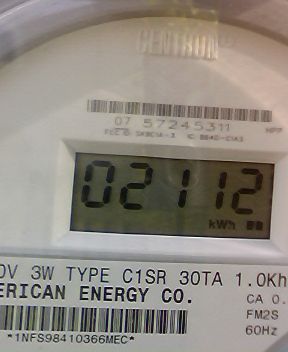 CENTRON
07 57245311 HPP
02112
kWh
0V 3W TYPE C1SR 30TA 1.0Kh
ERICAN ENERGY CO.
CA 0.
FM2S
60Hz
*1NFS98410366MEC*